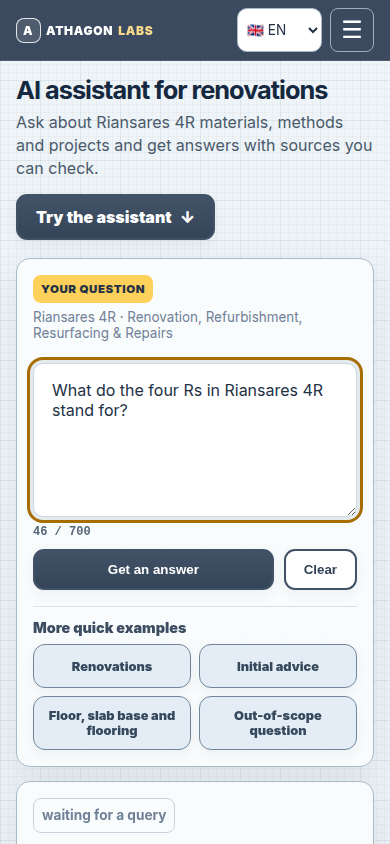 A ATHAGON LABS
🇬🇧 EN
AI assistant for renovations
Ask about Riansares 4R materials, methods
and projects and get answers with sources you
can check.
Try the assistant ↓
YOUR QUESTION
Riansares 4R · Renovation, Refurbishment,
Resurfacing & Repairs
What do the four Rs in Riansares 4R
stand for?
46 / 700
Get an answer
Clear
More quick examples
Renovations
Initial advice
Floor, slab base and
flooring
Out-of-scope
question
waiting for a query